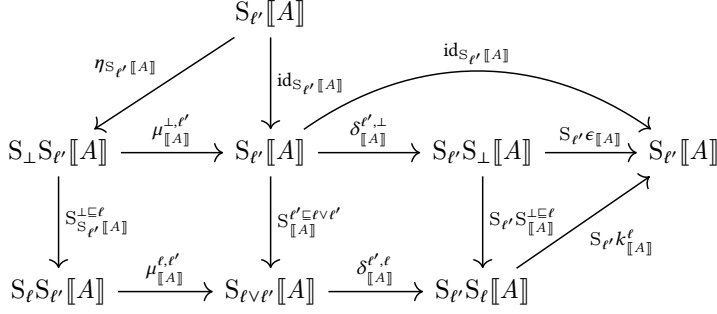 S_{ℓ′}⟦A⟧
η_{S_{ℓ′}⟦A⟧} id_{S_{ℓ′}⟦A⟧} id_{S_{ℓ′}⟦A⟧}
μ^{⊥,ℓ′}_{⟦A⟧} δ^{ℓ′,⊥}_{⟦A⟧} S_{ℓ′}ϵ_{⟦A⟧}
S_⊥S_{ℓ′}⟦A⟧ S_{ℓ′}⟦A⟧ S_{ℓ′}S_⊥⟦A⟧ S_{ℓ′}⟦A⟧
S^{⊥⊑ℓ}_{S_{ℓ′}⟦A⟧} S^{ℓ′⊑ℓ∨ℓ′}_{⟦A⟧} S_{ℓ′}S^{⊥⊑ℓ}_{⟦A⟧} S_{ℓ′}k^{ℓ}_{⟦A⟧}
μ^{ℓ,ℓ′}_{⟦A⟧} δ^{ℓ′,ℓ}_{⟦A⟧}
S_ℓS_{ℓ′}⟦A⟧ S_{ℓ∨ℓ′}⟦A⟧ S_{ℓ′}S_ℓ⟦A⟧